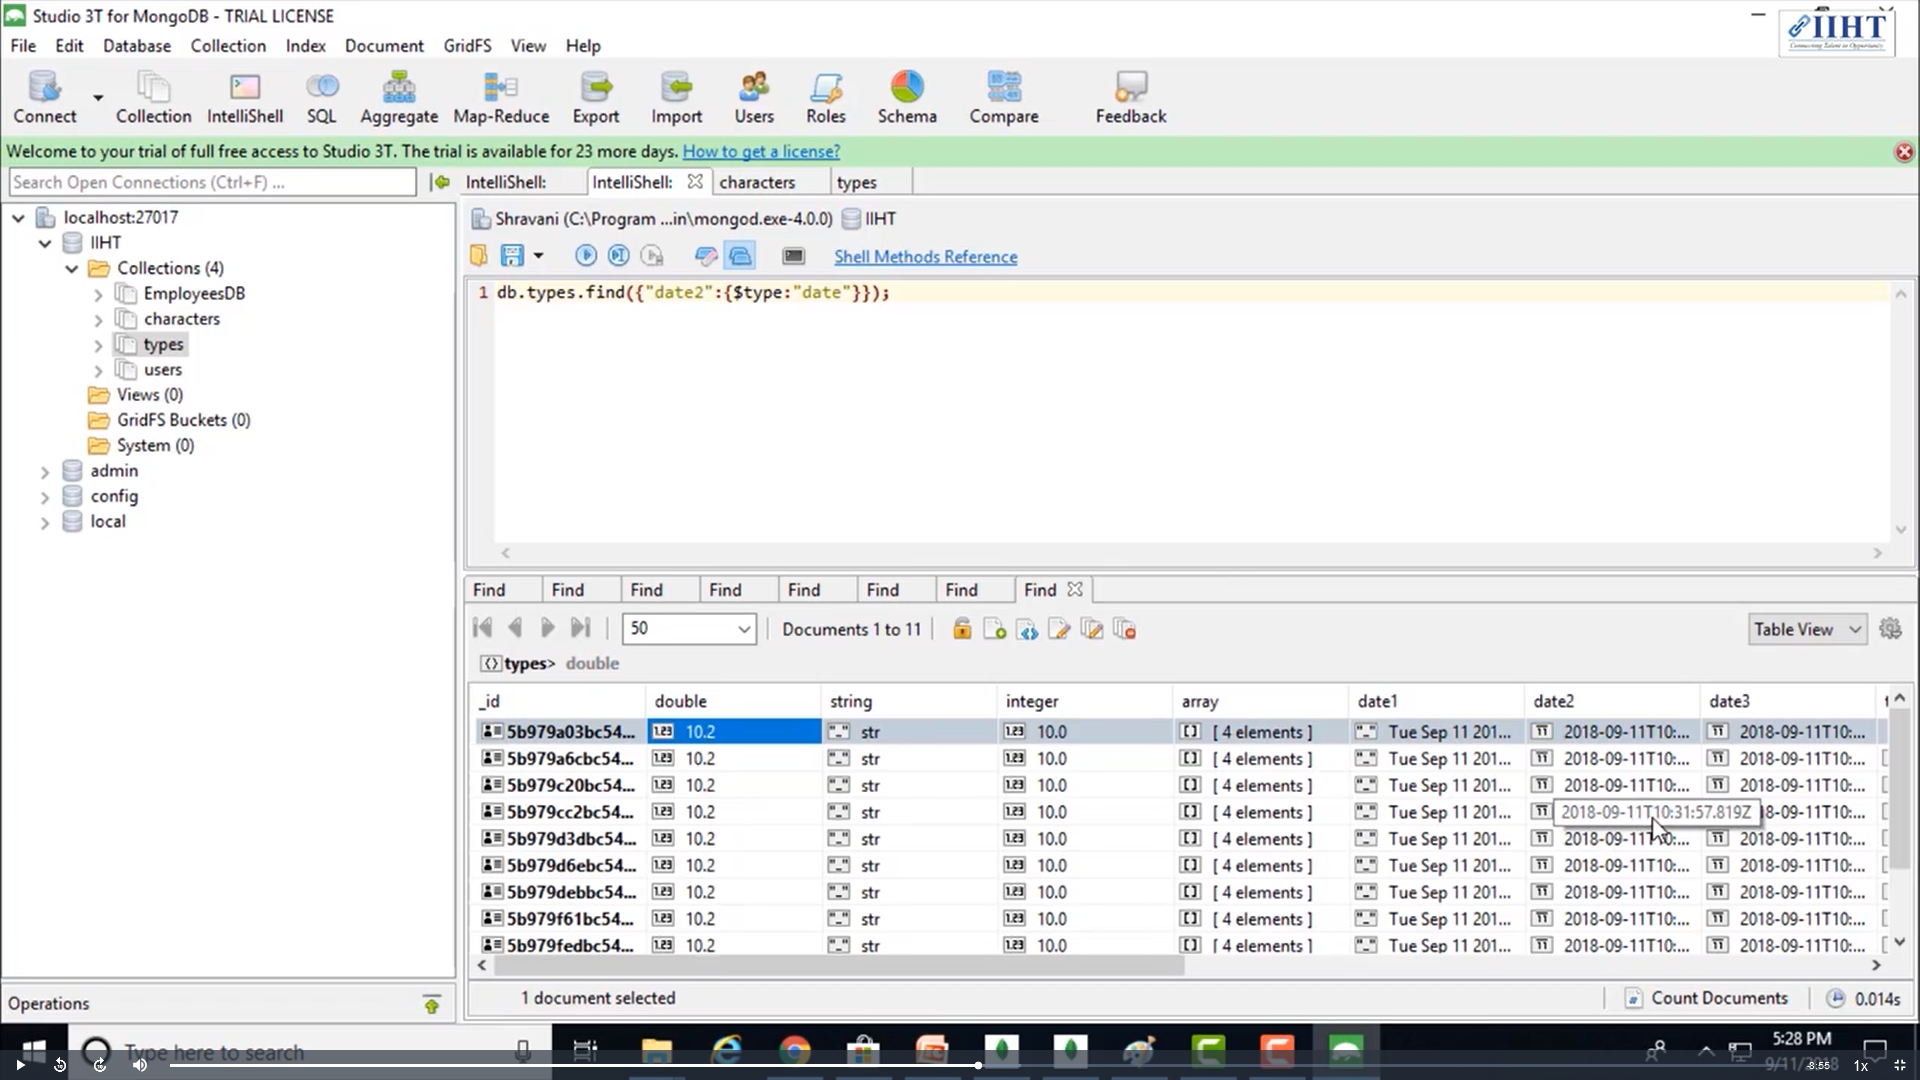 Studio 3T for MongoDB - TRIAL LICENSE
IIHT
Connecting Talent to Opportunity
File Edit Database Collection Index Document GridFS View Help
Connect Collection IntelliShell SQL Aggregate Map-Reduce Export Import Users Roles Schema Compare Feedback
Welcome to your trial of full free access to Studio 3T. The trial is available for 23 more days. How to get a license?
Search Open Connections (Ctrl+F) ...
IntelliShell: IntelliShell: characters types
localhost:27017
IIHT
Collections (4)
EmployeesDB
characters
types
users
Views (0)
GridFS Buckets (0)
System (0)
admin
config
local
Shravani (C:\Program ...in\mongod.exe-4.0.0) IIHT
Shell Methods Reference
1 db.types.find({"date2":{$type:"date"}});
Find Find Find Find Find Find Find Find
50 Documents 1 to 11 Table View
types> double
_id double string integer array date1 date2 date3
5b979a03bc54... 10.2 str 10.0 [ 4 elements ] Tue Sep 11 201... 2018-09-11T10:... 2018-09-11T10:...
5b979a6cbc54... 10.2 str 10.0 [ 4 elements ] Tue Sep 11 201... 2018-09-11T10:... 2018-09-11T10:...
5b979c20bc54... 10.2 str 10.0 [ 4 elements ] Tue Sep 11 201... 2018-09-11T10:... 2018-09-11T10:...
5b979cc2bc54... 10.2 str 10.0 [ 4 elements ] Tue Sep 11 201... 2018-09-11T10:31:57.819Z 18-09-11T10:...
5b979d3dbc54... 10.2 str 10.0 [ 4 elements ] Tue Sep 11 201... 2018-09-11T10:... 2018-09-11T10:...
5b979d6ebc54... 10.2 str 10.0 [ 4 elements ] Tue Sep 11 201... 2018-09-11T10:... 2018-09-11T10:...
5b979debbc54... 10.2 str 10.0 [ 4 elements ] Tue Sep 11 201... 2018-09-11T10:... 2018-09-11T10:...
5b979f61bc54... 10.2 str 10.0 [ 4 elements ] Tue Sep 11 201... 2018-09-11T10:... 2018-09-11T10:...
5b979fedbc54... 10.2 str 10.0 [ 4 elements ] Tue Sep 11 201... 2018-09-11T10:... 2018-09-11T10:...
Operations
1 document selected Count Documents 0.014s
Type here to search
5:28 PM
9/11/2018
-8:55 1x